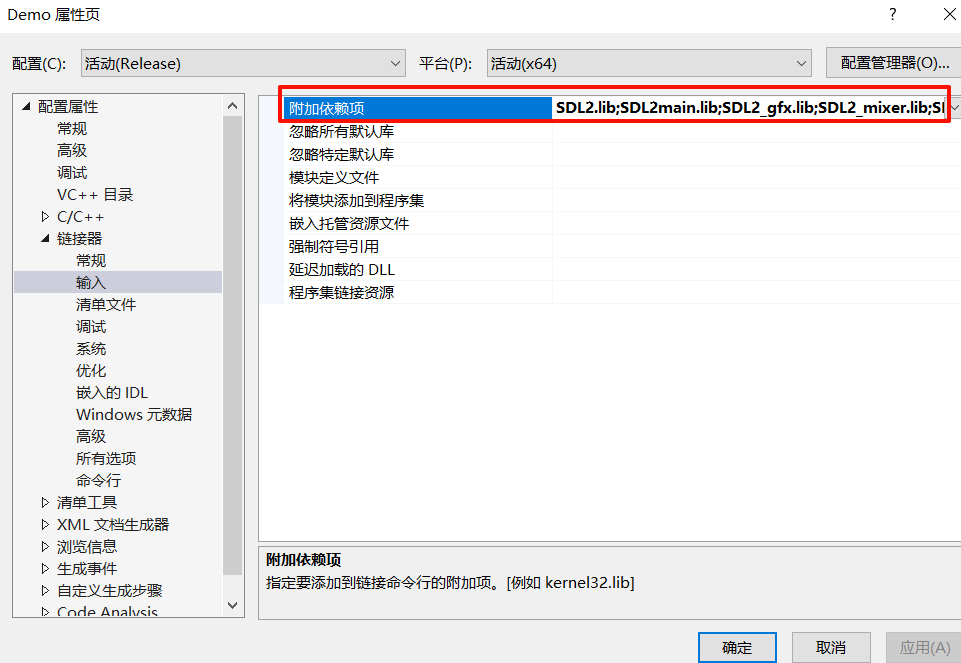 Demo 属性页
配置(C): 活动(Release) 平台(P): 活动(x64) 配置管理器(O)...
配置属性
常规
高级
调试
VC++ 目录
C/C++
链接器
常规
输入
清单文件
调试
系统
优化
嵌入的 IDL
Windows 元数据
高级
所有选项
命令行
清单工具
XML 文档生成器
浏览信息
生成事件
自定义生成步骤
Code Analysis
附加依赖项 SDL2.lib;SDL2main.lib;SDL2_gfx.lib;SDL2_mixer.lib;
忽略所有默认库
忽略特定默认库
模块定义文件
将模块添加到程序集
嵌入托管资源文件
强制符号引用
延迟加载的 DLL
程序集链接资源
附加依赖项
指定要添加到链接命令行的附加项。[例如 kernel32.lib]
确定 取消 应用(A)